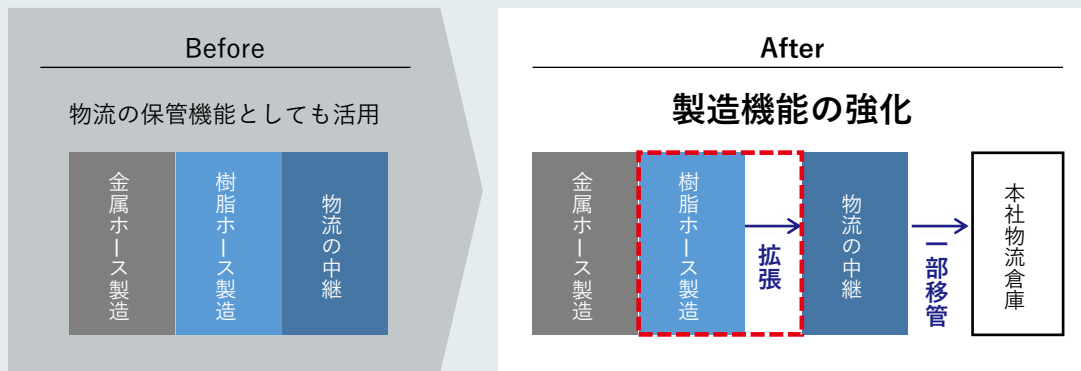 Before
物流の保管機能としても活用
金属ホース製造
樹脂ホース製造
物流の中継
After
製造機能の強化
金属ホース製造
樹脂ホース製造
拡張
物流の中継
一部移管
本社物流倉庫